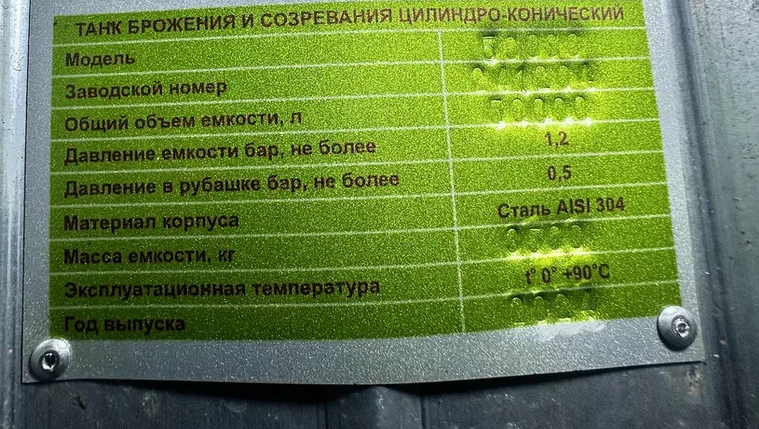 ТАНК БРОЖЕНИЯ И СОЗРЕВАНИЯ ЦИЛИНДРО-КОНИЧЕСКИЙ
Модель
Заводской номер
Общий объем емкости, л
Давление емкости бар, не более 1,2
Давление в рубашке бар, не более 0,5
Материал корпуса Сталь AISI 304
Масса емкости, кг
Эксплуатационная температура t° 0° +90°С
Год выпуска